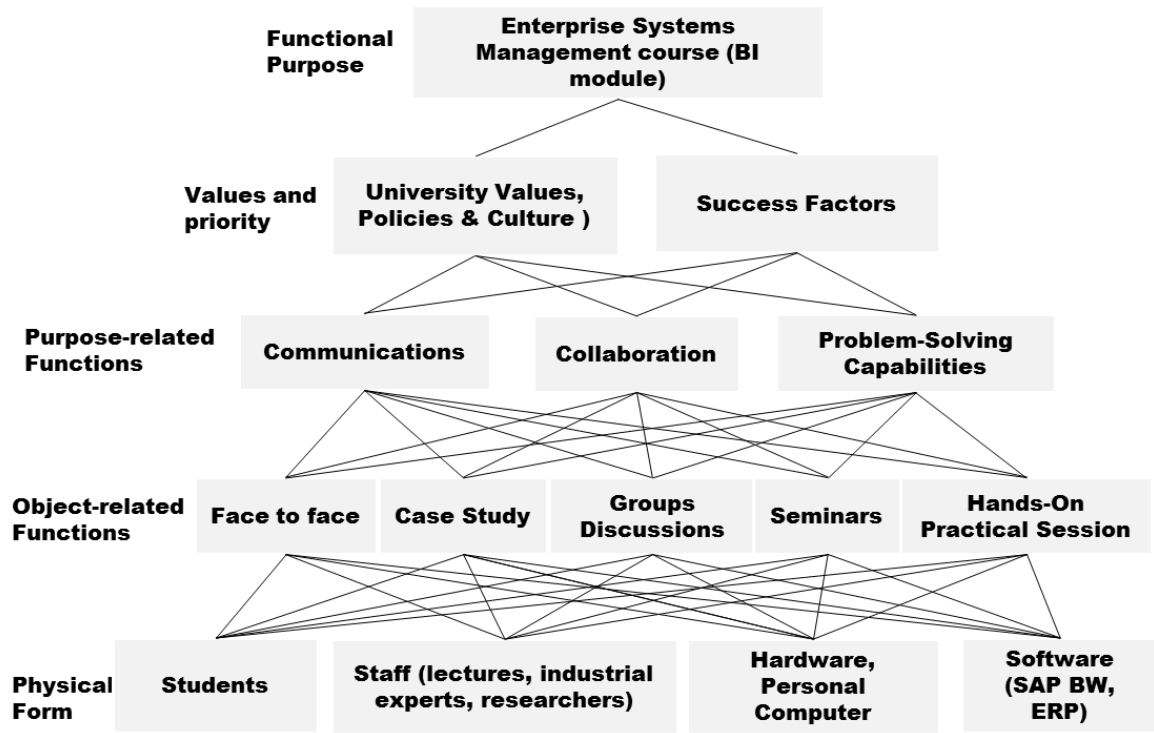 Functional
Purpose
Enterprise Systems
Management course (BI
module)
Values and
priority
University Values,
Policies & Culture )
Success Factors
Purpose-related
Functions
Communications
Collaboration
Problem-Solving
Capabilities
Object-related
Functions
Face to face
Case Study
Groups
Discussions
Seminars
Hands-On
Practical Session
Physical
Form
Students
Staff (lectures, industrial
experts, researchers)
Hardware,
Personal
Computer
Software
(SAP BW,
ERP)